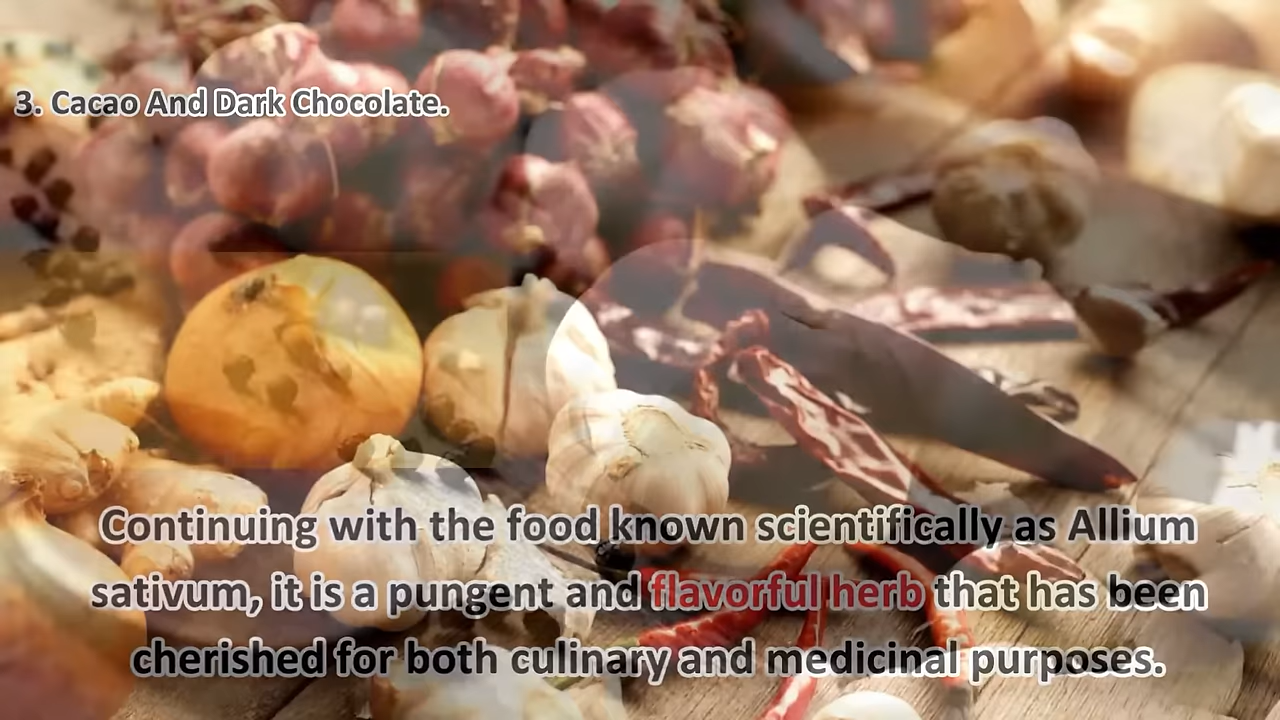 3. Cacao And Dark Chocolate.
Continuing with the food known scientifically as Allium
sativum, it is a pungent and flavorful herb that has been
cherished for both culinary and medicinal purposes.